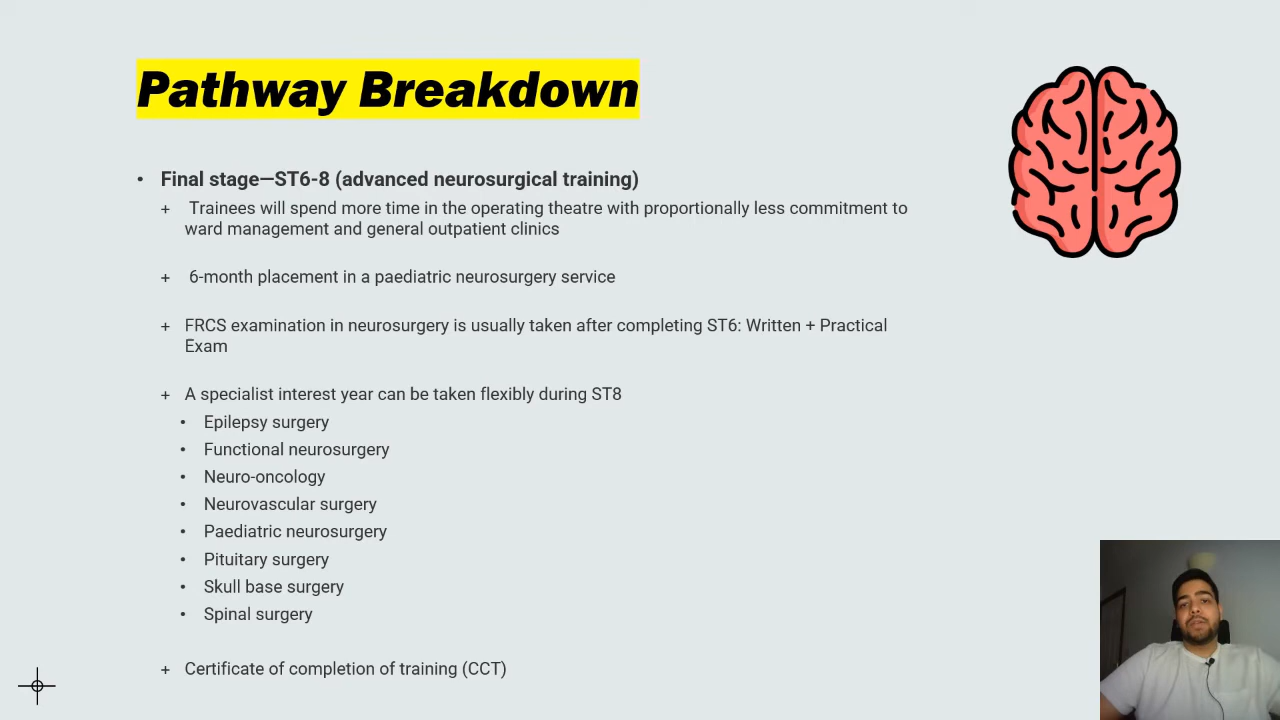 Pathway Breakdown
• Final stage—ST6-8 (advanced neurosurgical training)
+ Trainees will spend more time in the operating theatre with proportionally less commitment to
ward management and general outpatient clinics
+ 6-month placement in a paediatric neurosurgery service
+ FRCS examination in neurosurgery is usually taken after completing ST6: Written + Practical
Exam
+ A specialist interest year can be taken flexibly during ST8
• Epilepsy surgery
• Functional neurosurgery
• Neuro-oncology
• Neurovascular surgery
• Paediatric neurosurgery
• Pituitary surgery
• Skull base surgery
• Spinal surgery
+ Certificate of completion of training (CCT)